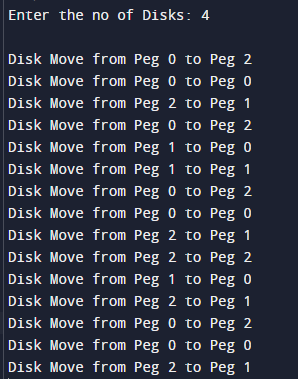 Enter the no of Disks: 4
Disk Move from Peg 0 to Peg 2
Disk Move from Peg 0 to Peg 0
Disk Move from Peg 2 to Peg 1
Disk Move from Peg 0 to Peg 2
Disk Move from Peg 1 to Peg 0
Disk Move from Peg 1 to Peg 1
Disk Move from Peg 0 to Peg 2
Disk Move from Peg 0 to Peg 0
Disk Move from Peg 2 to Peg 1
Disk Move from Peg 2 to Peg 2
Disk Move from Peg 1 to Peg 0
Disk Move from Peg 2 to Peg 1
Disk Move from Peg 0 to Peg 2
Disk Move from Peg 0 to Peg 0
Disk Move from Peg 2 to Peg 1